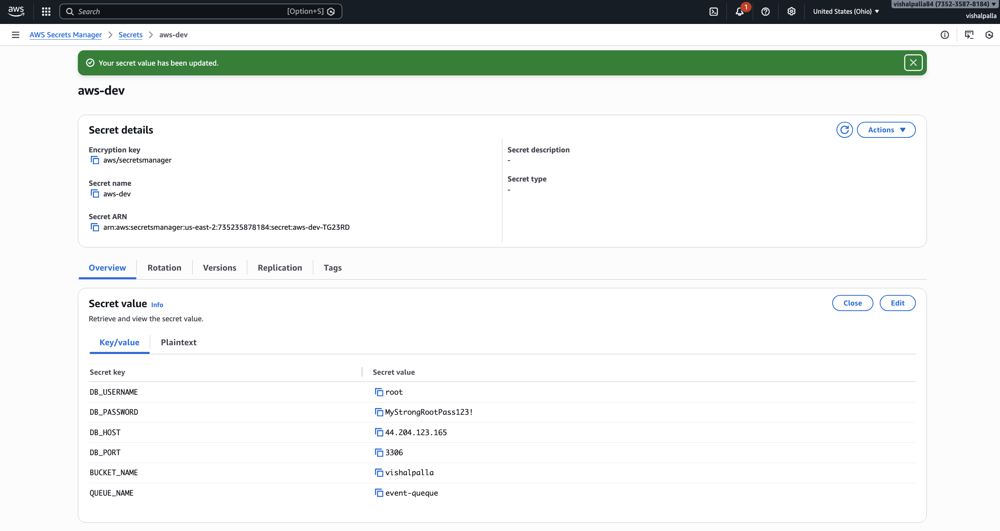 aws
Search [Option+S]
1
United States (Ohio)
vishalpalla84 (7352-3587-8184)
vishalpalla
AWS Secrets Manager
Secrets
aws-dev
Your secret value has been updated.
aws-dev
Secret details
Actions
Encryption key
aws/secretsmanager
Secret name
aws-dev
Secret ARN
arn:aws:secretsmanager:us-east-2:735235878184:secret:aws-dev-TG23RD
Secret description
-
Secret type
-
Overview
Rotation
Versions
Replication
Tags
Secret value Info
Close
Edit
Retrieve and view the secret value.
Key/value
Plaintext
Secret key Secret value
DB_USERNAME root
DB_PASSWORD MyStrongRootPass123!
DB_HOST 44.204.123.165
DB_PORT 3306
BUCKET_NAME vishalpalla
QUEUE_NAME event-queque